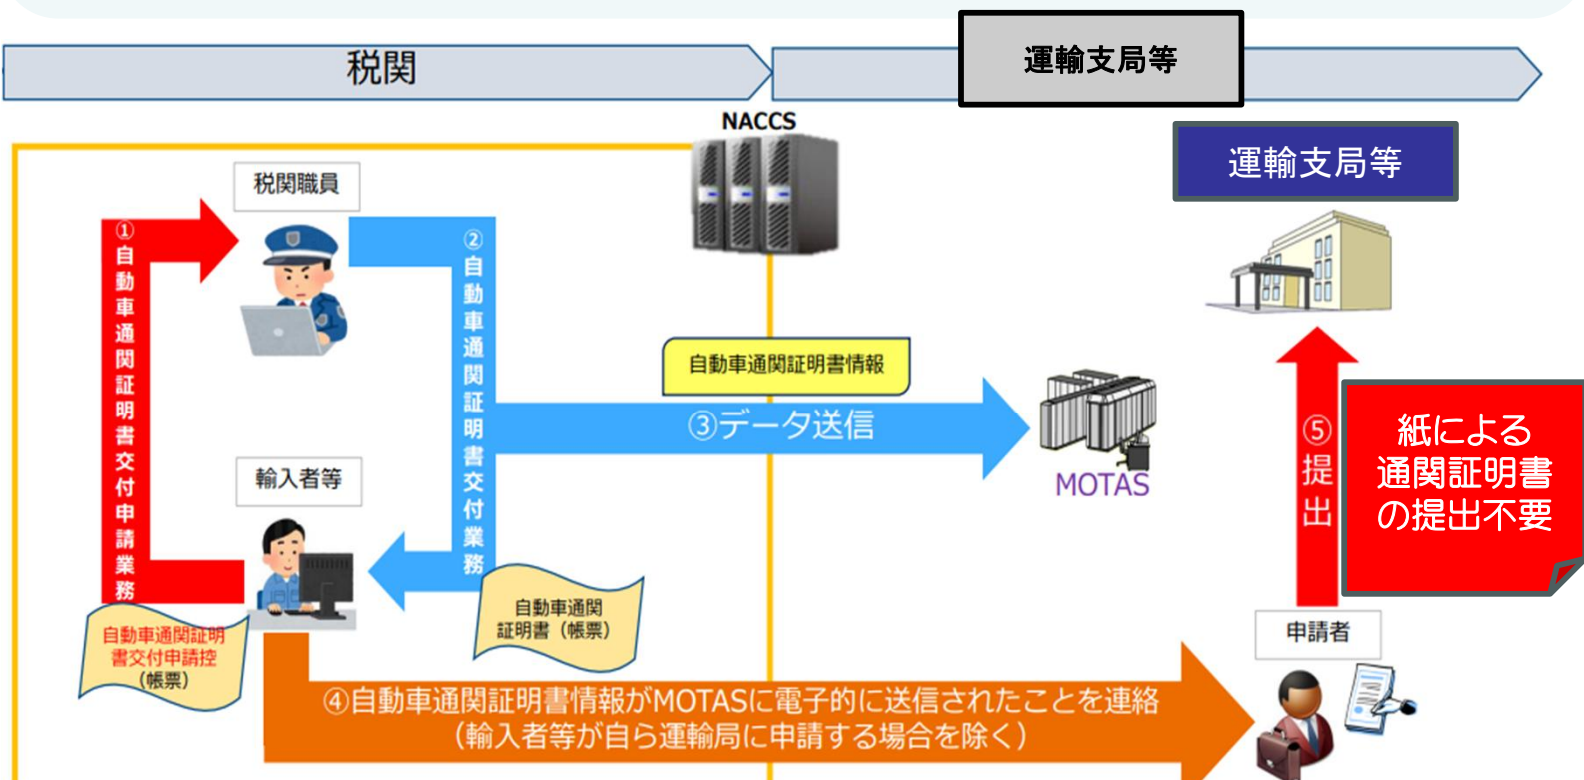 税関
運輸支局等
NACCS
運輸支局等
税関職員
①自動車通関証明書交付申請業務
②自動車通関証明書交付業務
自動車通関証明書情報
③データ送信
MOTAS
輸入者等
⑤提出
紙による
通関証明書
の提出不要
自動車通関
証明書（帳票）
自動車通関証明
書交付申請控
（帳票）
申請者
④自動車通関証明書情報がMOTASに電子的に送信されたことを連絡
（輸入者等が自ら運輸局に申請する場合を除く）